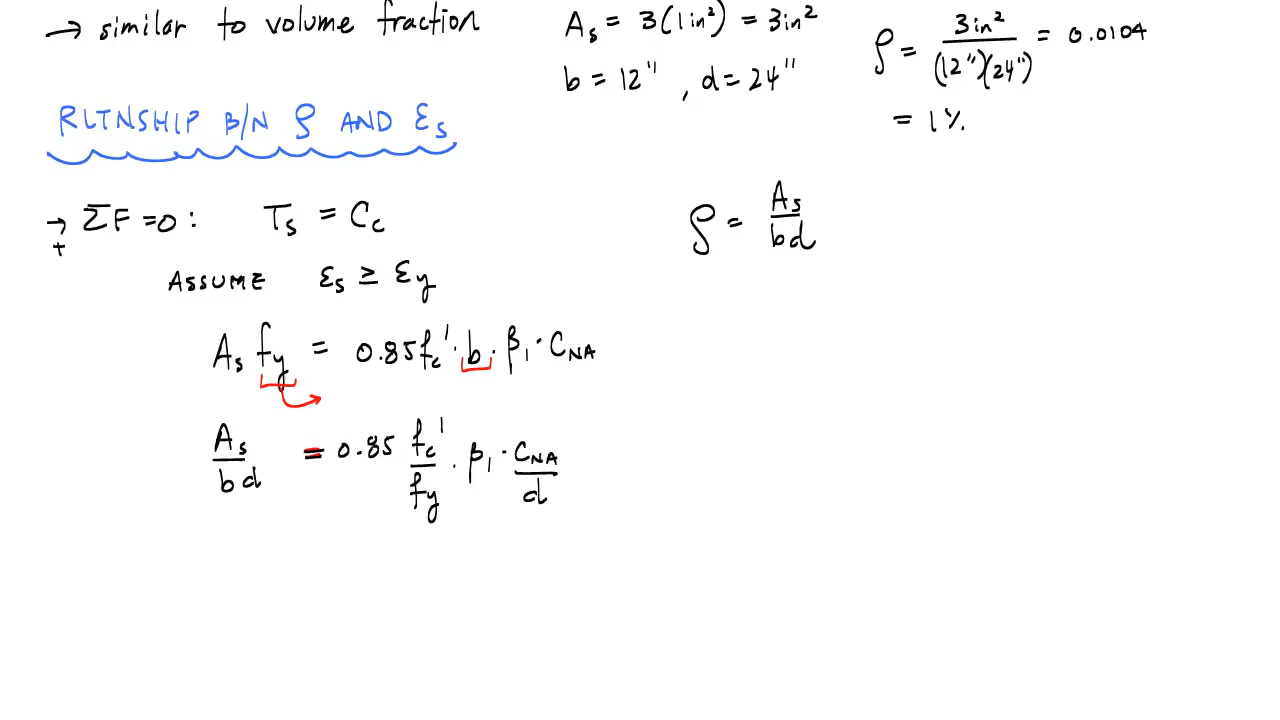 → similar to volume fraction
As = 3(1in²) = 3in²
b = 12" , d = 24"
ρ = 3in² / (12")(24") = 0.0104
= 1%
RLTNSHIP B/N ρ AND εs
→+ ΣF = 0 : Ts = Cc
ρ = As / bd
ASSUME εs ≥ εy
As fy = 0.85fc' · b · β1 · CNA
As / bd = 0.85 fc' / fy · β1 · CNA / d